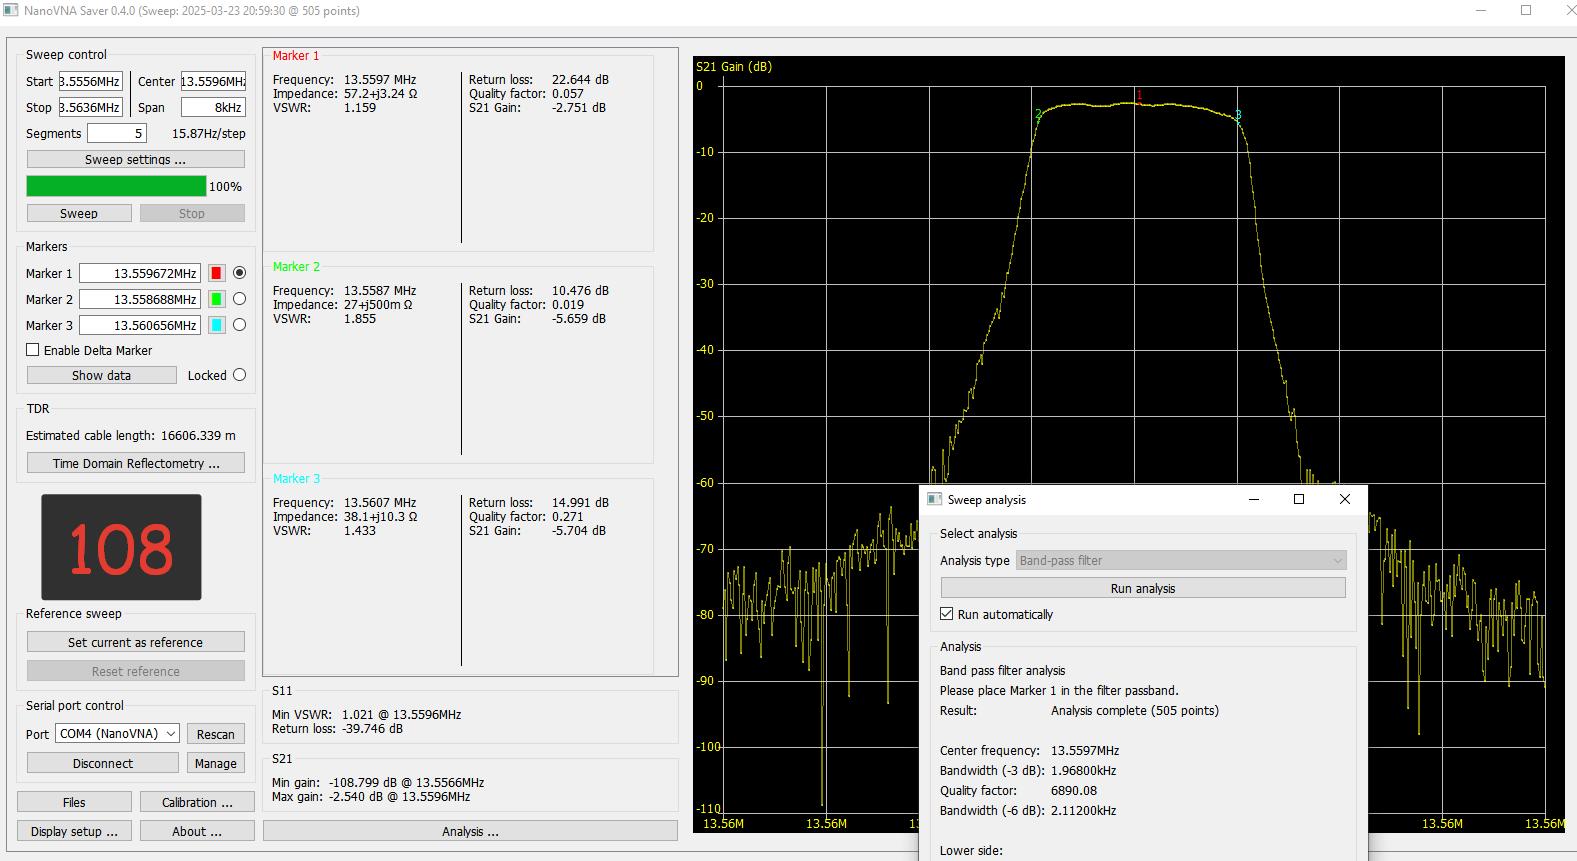 NanoVNA Saver 0.4.0 (Sweep: 2025-03-23 20:59:30 @ 505 points)
Sweep control
Start 3.5556MHz Center 13.5596MHz
Stop 3.5636MHz Span 8kHz
Segments 5 15.87Hz/step
Sweep settings ...
100%
Sweep Stop
Markers
Marker 1 13.559672MHz
Marker 2 13.558688MHz
Marker 3 13.560656MHz
Enable Delta Marker
Show data Locked
TDR
Estimated cable length: 16606.339 m
Time Domain Reflectometry ...
108
Reference sweep
Set current as reference
Reset reference
Serial port control
Port COM4 (NanoVNA) Rescan
Disconnect Manage
Files Calibration ...
Display setup ... About ...
Marker 1
Frequency: 13.5597 MHz Return loss: 22.644 dB
Impedance: 57.2+j3.24 Ω Quality factor: 0.057
VSWR: 1.159 S21 Gain: -2.751 dB
Marker 2
Frequency: 13.5587 MHz Return loss: 10.476 dB
Impedance: 27+j500m Ω Quality factor: 0.019
VSWR: 1.855 S21 Gain: -5.659 dB
Marker 3
Frequency: 13.5607 MHz Return loss: 14.991 dB
Impedance: 38.1+j10.3 Ω Quality factor: 0.271
VSWR: 1.433 S21 Gain: -5.704 dB
S11
Min VSWR: 1.021 @ 13.5596MHz
Return loss: -39.746 dB
S21
Min gain: -108.799 dB @ 13.5566MHz
Max gain: -2.540 dB @ 13.5596MHz
Analysis ...
S21 Gain (dB)
0
1
2
3
-10
-20
-30
-40
-50
-60
-70
-80
-90
-100
-110
13.56M 13.56M 13.56M 13.56M
Sweep analysis
Select analysis
Analysis type Band-pass filter
Run analysis
Run automatically
Analysis
Band pass filter analysis
Please place Marker 1 in the filter passband.
Result: Analysis complete (505 points)
Center frequency: 13.5597MHz
Bandwidth (-3 dB): 1.96800kHz
Quality factor: 6890.08
Bandwidth (-6 dB): 2.11200kHz
Lower side: